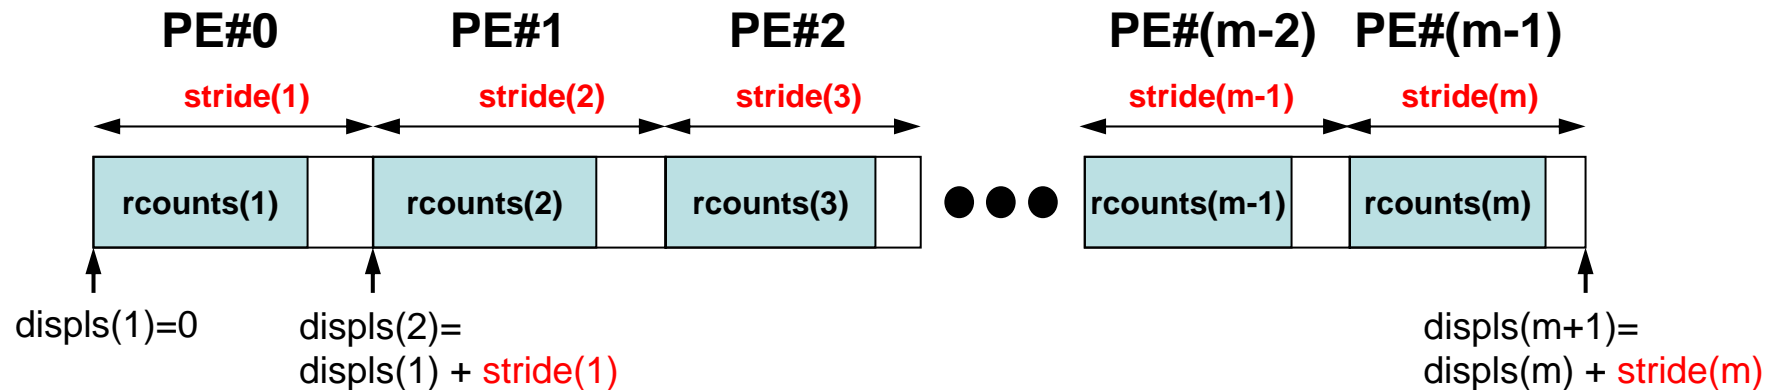 PE#0 PE#1 PE#2 PE#(m-2) PE#(m-1)
stride(1) stride(2) stride(3) stride(m-1) stride(m)
rcounts(1) rcounts(2) rcounts(3) rcounts(m-1) rcounts(m)
displs(1)=0 displs(2)= displs(m+1)=
displs(1) + stride(1) displs(m) + stride(m)